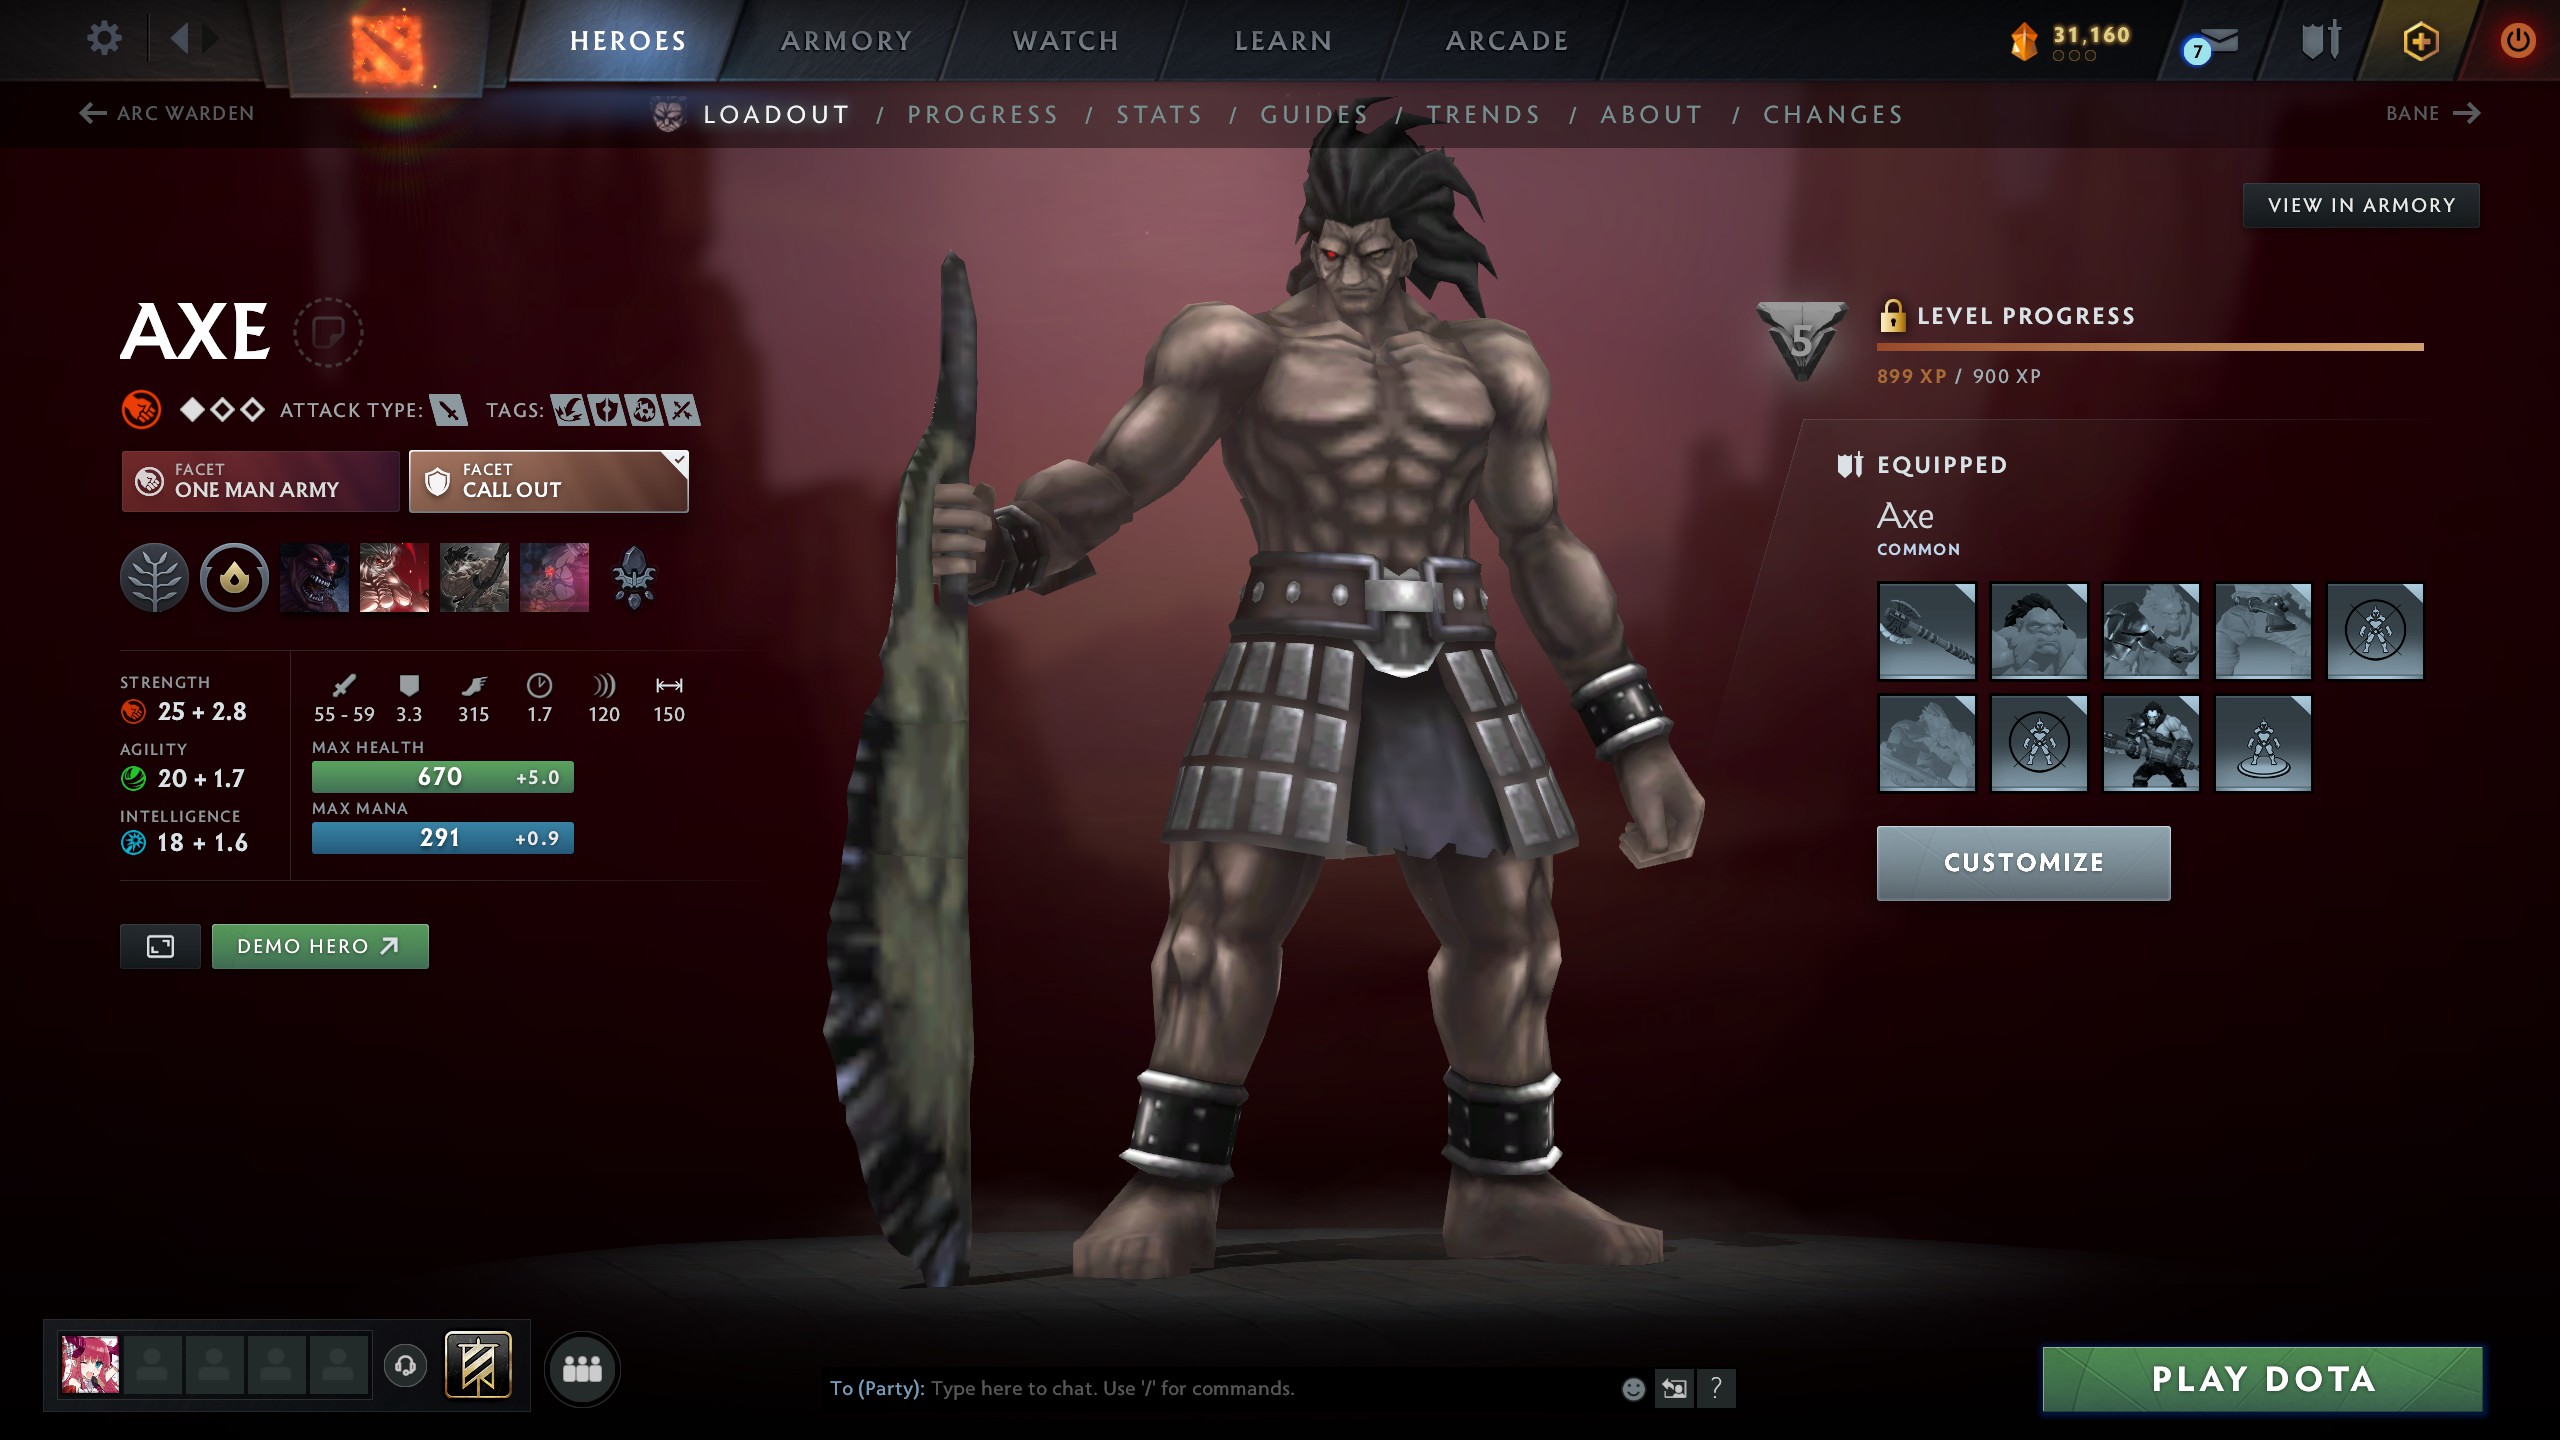 HEROES
ARMORY
WATCH
LEARN
ARCADE
31,160
7
ARC WARDEN
LOADOUT / PROGRESS / STATS / GUIDES / TRENDS / ABOUT / CHANGES
BANE
VIEW IN ARMORY
AXE
ATTACK TYPE:
TAGS:
FACET
ONE MAN ARMY
FACET
CALL OUT
STRENGTH
25 + 2.8
AGILITY
20 + 1.7
INTELLIGENCE
18 + 1.6
55 - 59
3.3
315
1.7
120
150
MAX HEALTH
670 +5.0
MAX MANA
291 +0.9
DEMO HERO
5
LEVEL PROGRESS
899 XP / 900 XP
EQUIPPED
Axe
COMMON
CUSTOMIZE
To (Party): Type here to chat. Use '/' for commands.
?
PLAY DOTA